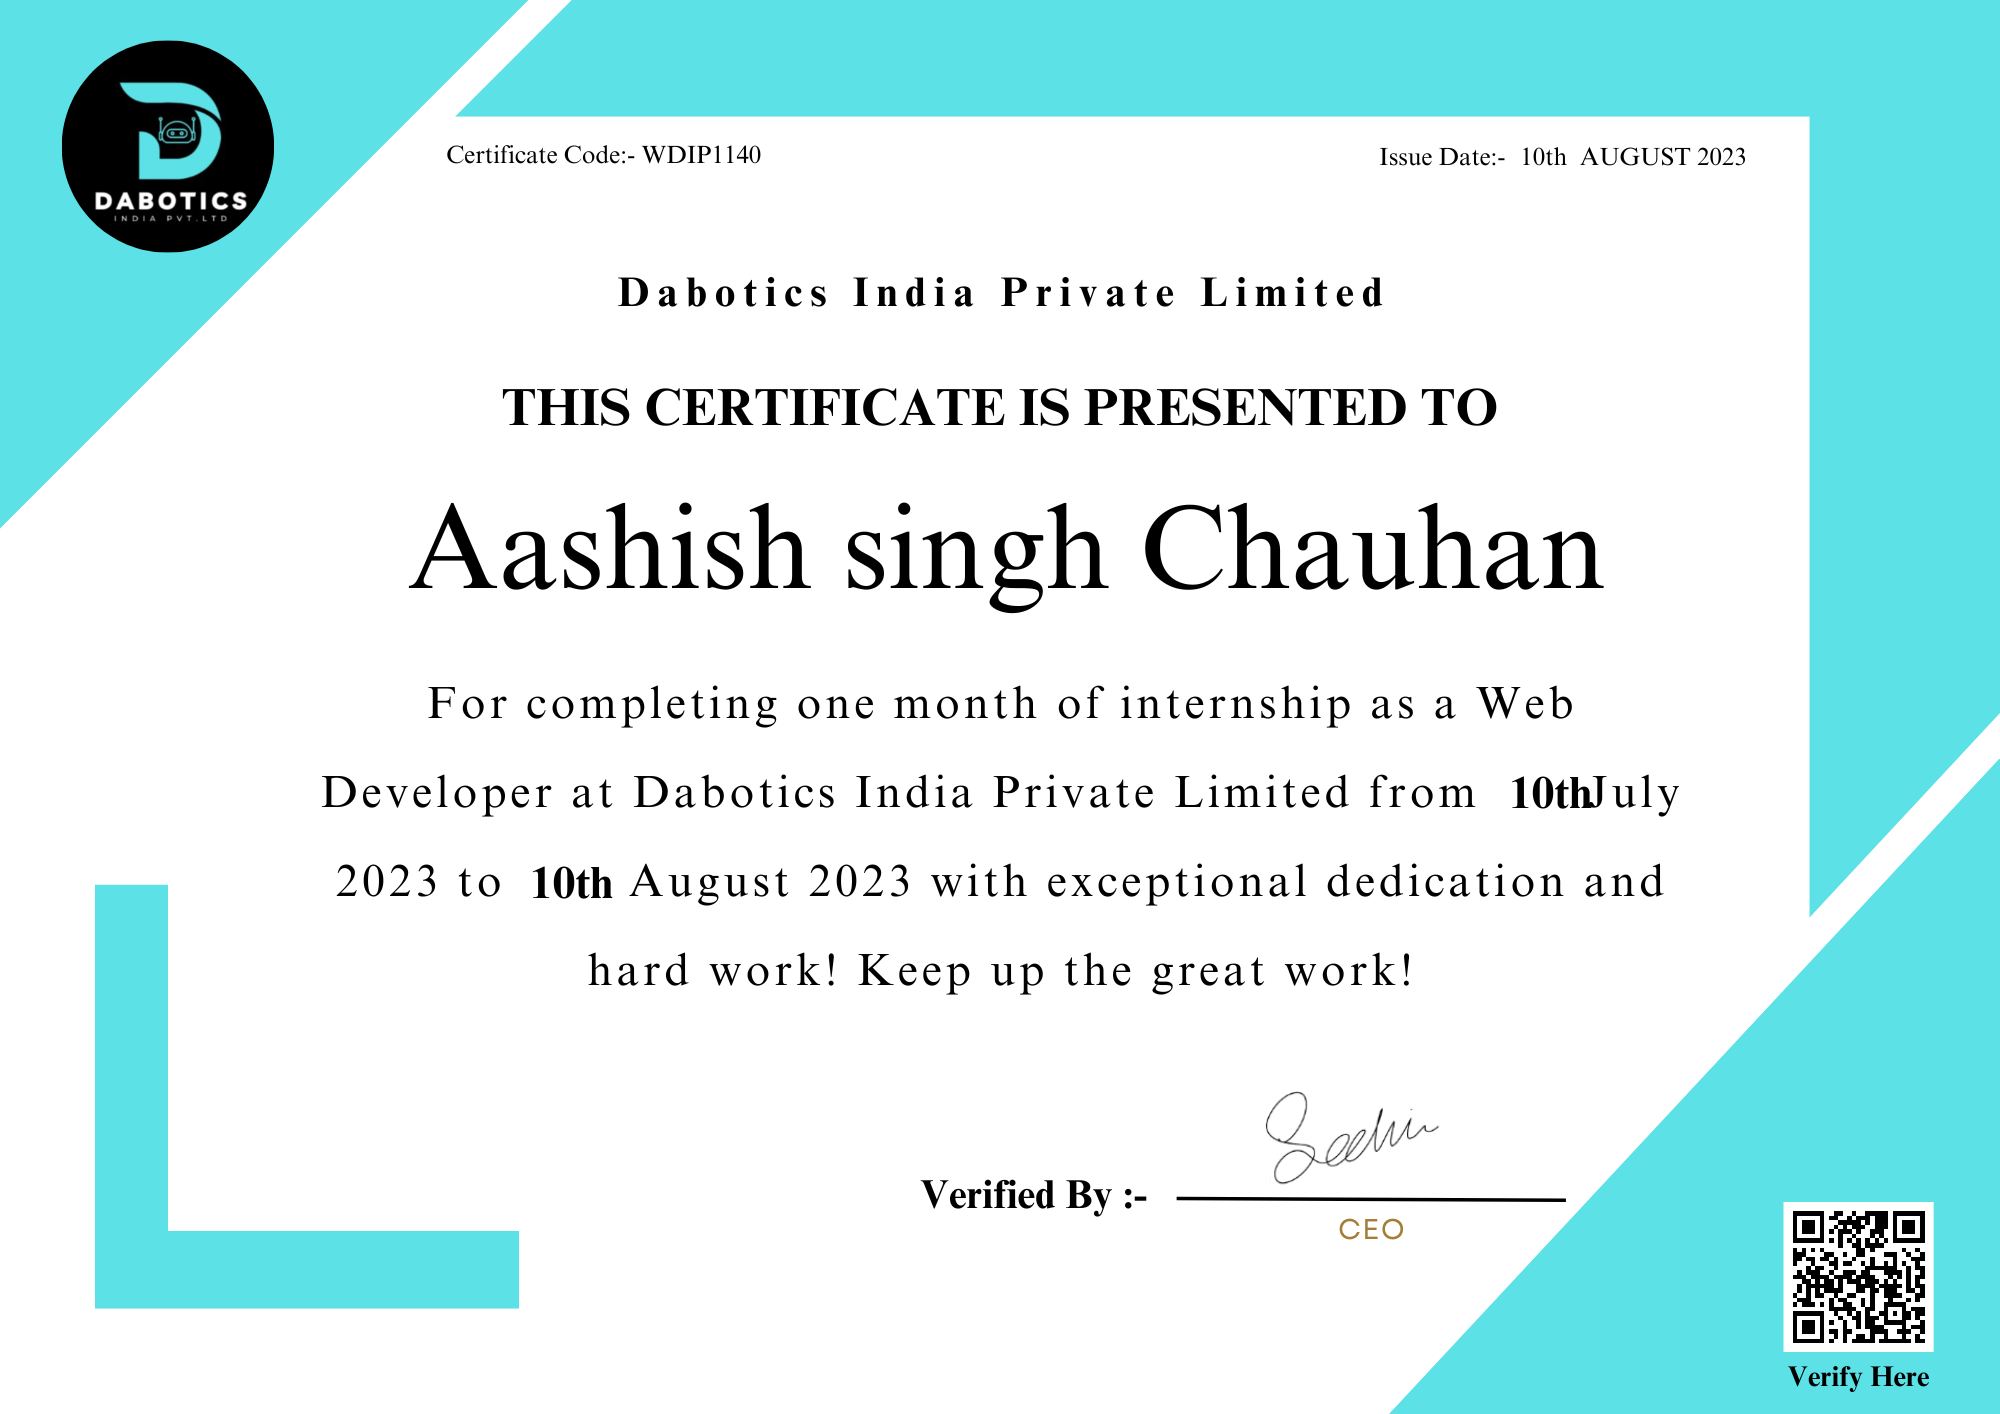 DABOTICS
INDIA PVT.LTD
Certificate Code:- WDIP1140
Issue Date:- 10th AUGUST 2023
Dabotics India Private Limited
THIS CERTIFICATE IS PRESENTED TO
Aashish singh Chauhan
For completing one month of internship as a Web
Developer at Dabotics India Private Limited from 10thJuly
2023 to 10th August 2023 with exceptional dedication and
hard work! Keep up the great work!
Verified By :-
CEO
Verify Here